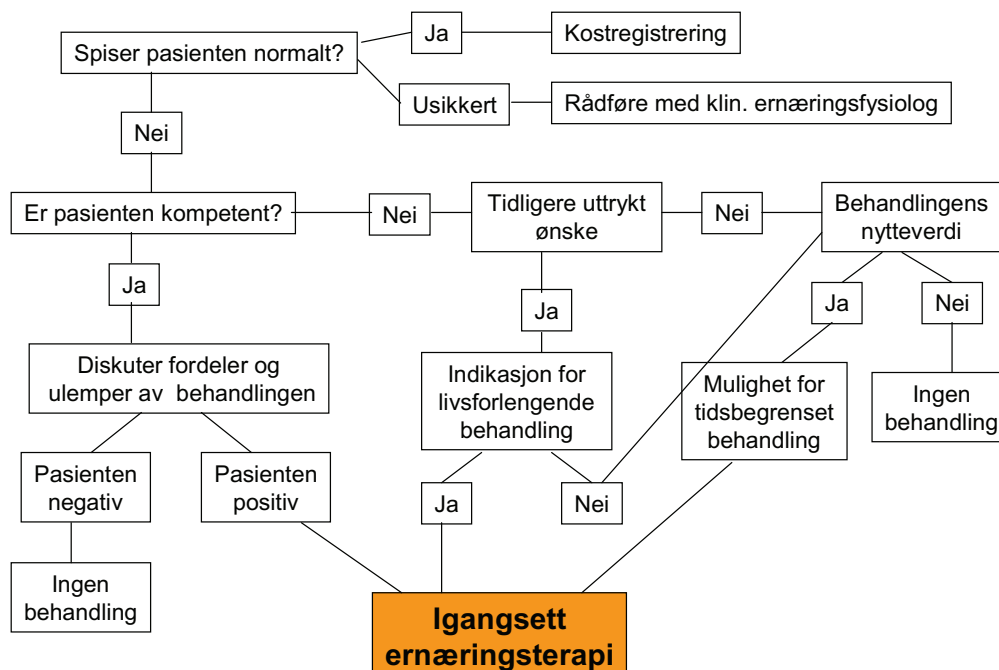 Ja
Kostregistrering
Spiser pasienten normalt?
Usikkert
Rådføre med klin. ernæringsfysiolog
Nei
Er pasienten kompetent?
Nei
Tidligere uttrykt
ønske
Nei
Behandlingens
nytteverdi
Ja
Ja
Ja
Nei
Diskuter fordeler og
ulemper av  behandlingen
Indikasjon for
livsforlengende
behandling
Mulighet for
tidsbegrenset
behandling
Ingen
behandling
Pasienten
negativ
Pasienten
positiv
Ja
Nei
Ingen
behandling
Igangsett
ernæringsterapi